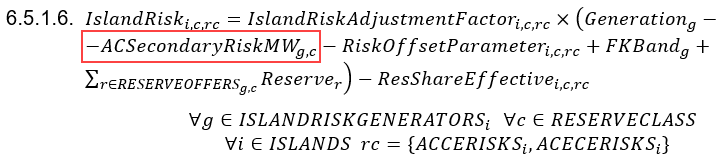 6.5.1.6. IslandRisk_{i,c,rc} = IslandRiskAdjustmentFactor_{i,c,rc} × (Generation_g −
−ACSecondaryRiskMW_{g,c} − RiskOffsetParameter_{i,c,rc} + FKBand_g +
∑_{r∈RESERVEOFFERS_{g,c}} Reserve_r) − ResShareEffective_{i,c,rc}
∀g ∈ ISLANDRISKGENERATORS_i ∀c ∈ RESERVECLASS
∀i ∈ ISLANDS rc = {ACCERISKS_i, ACECERISKS_i}